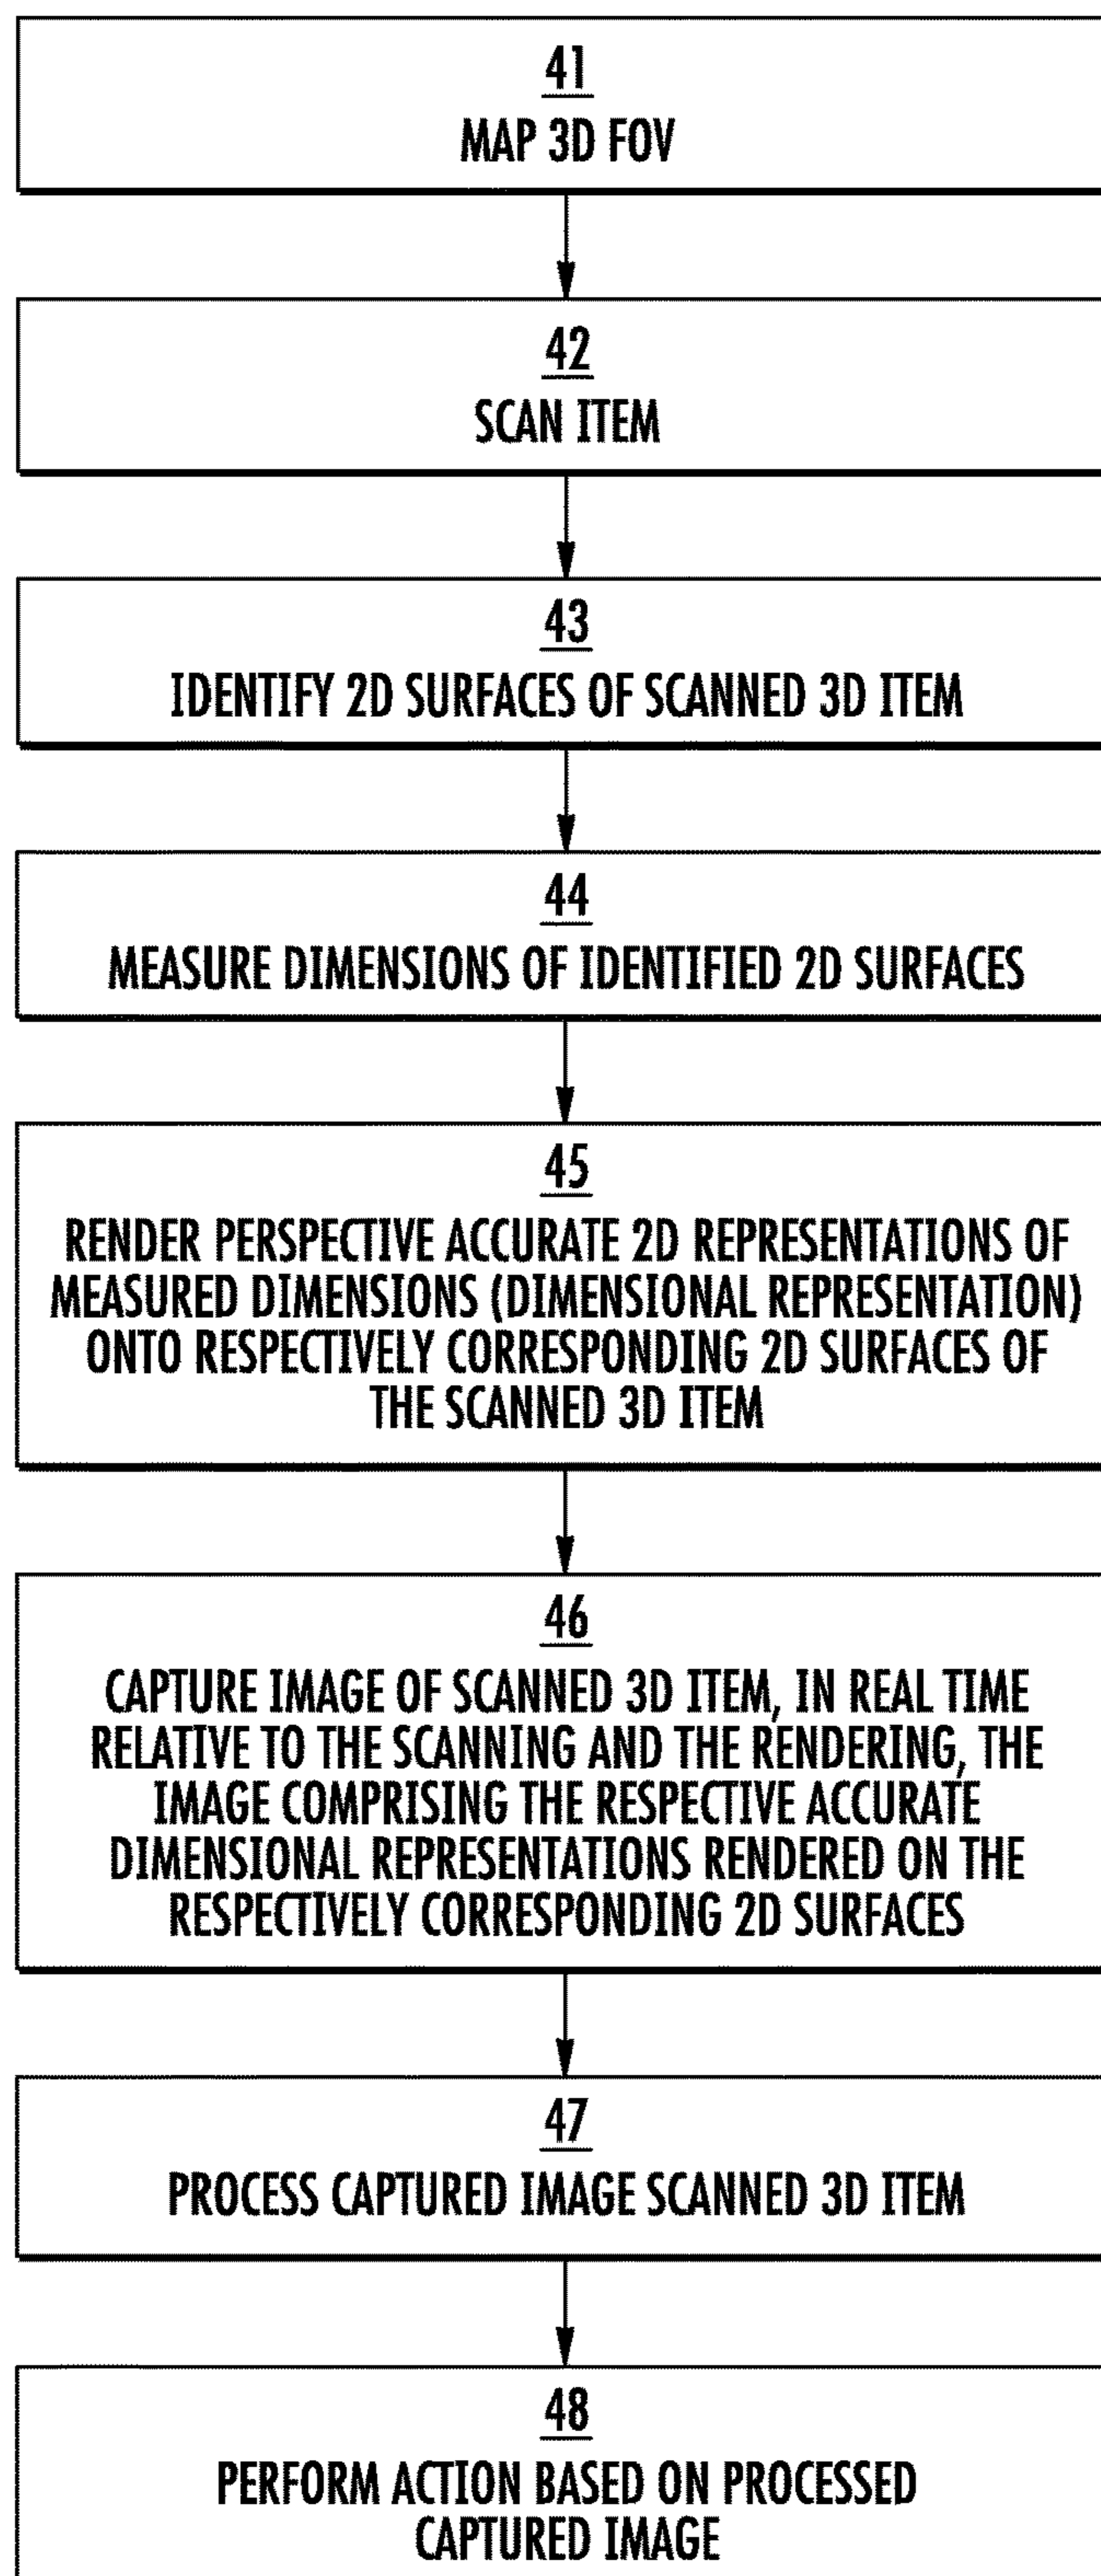 41
MAP 3D FOV
42
SCAN ITEM
43
IDENTIFY 2D SURFACES OF SCANNED 3D ITEM
44
MEASURE DIMENSIONS OF IDENTIFIED 2D SURFACES
45
RENDER PERSPECTIVE ACCURATE 2D REPRESENTATIONS OF
MEASURED DIMENSIONS (DIMENSIONAL REPRESENTATION)
ONTO RESPECTIVELY CORRESPONDING 2D SURFACES OF
THE SCANNED 3D ITEM
46
CAPTURE IMAGE OF SCANNED 3D ITEM, IN REAL TIME
RELATIVE TO THE SCANNING AND THE RENDERING, THE
IMAGE COMPRISING THE RESPECTIVE ACCURATE
DIMENSIONAL REPRESENTATIONS RENDERED ON THE
RESPECTIVELY CORRESPONDING 2D SURFACES
47
PROCESS CAPTURED IMAGE SCANNED 3D ITEM
48
PERFORM ACTION BASED ON PROCESSED
CAPTURED IMAGE